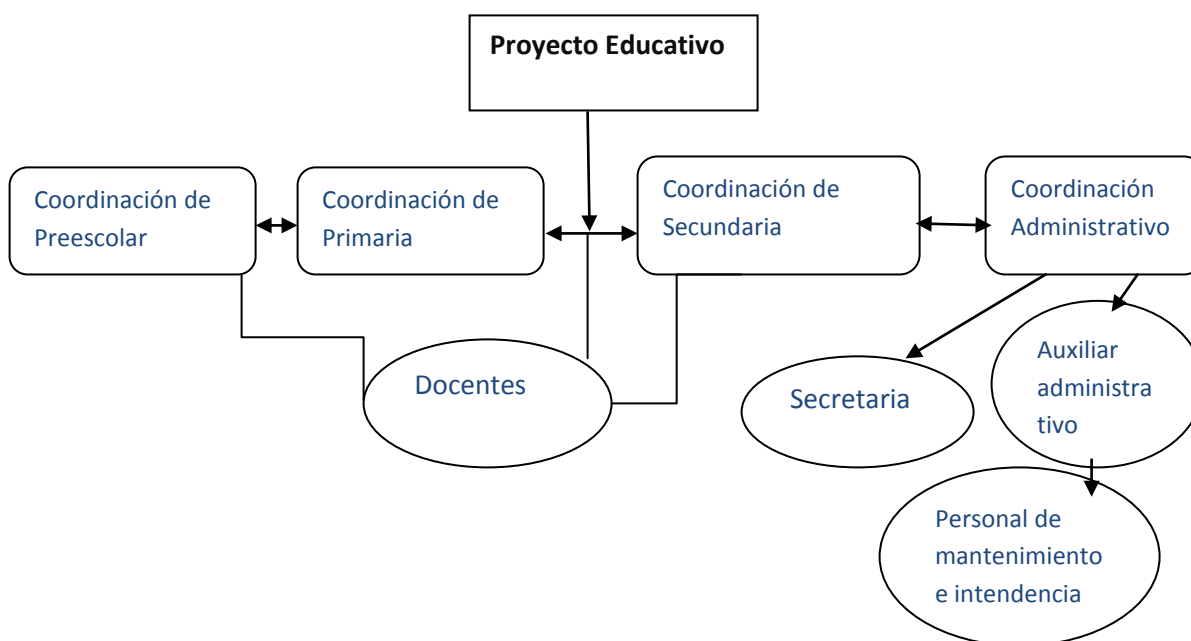 Proyecto Educativo
Coordinación de
Preescolar
Coordinación de
Primaria
Coordinación de
Secundaria
Coordinación
Administrativo
Docentes
Secretaria
Auxiliar
administra
tivo
Personal de
mantenimiento
e intendencia